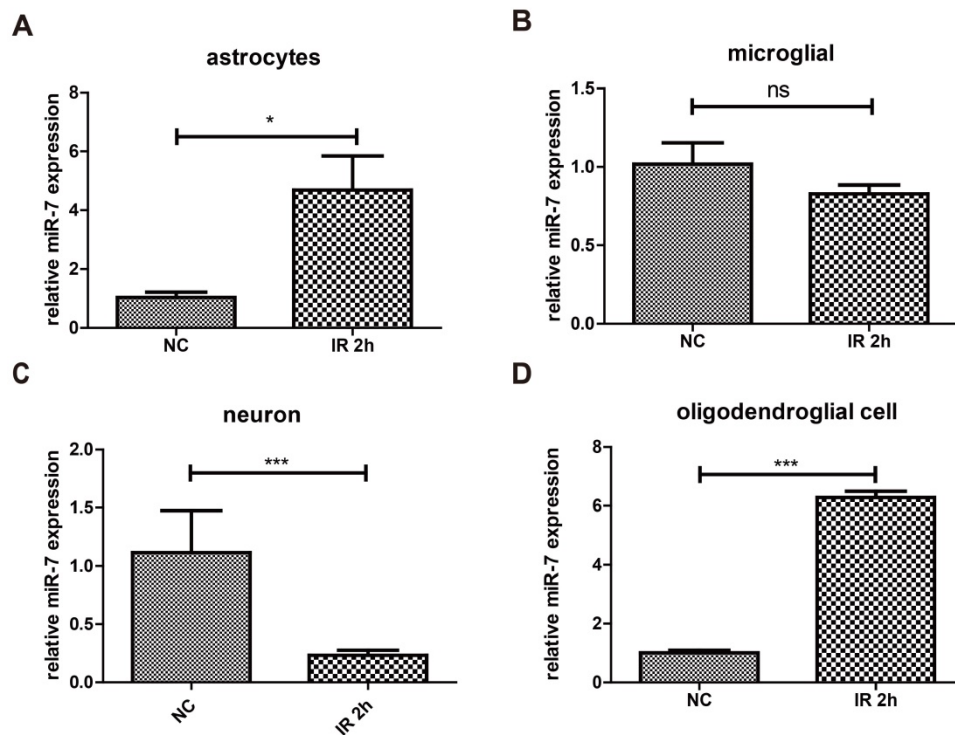 A
astrocytes
relative miR-7 expression
8
6
4
2
0
*
NC
IR 2h
B
microglial
relative miR-7 expression
1.5
1.0
0.5
0.0
ns
NC
IR 2h
C
neuron
relative miR-7 expression
2.0
1.5
1.0
0.5
0.0
***
NC
IR 2h
D
oligodendroglial cell
relative miR-7 expression
8
6
4
2
0
***
NC
IR 2h